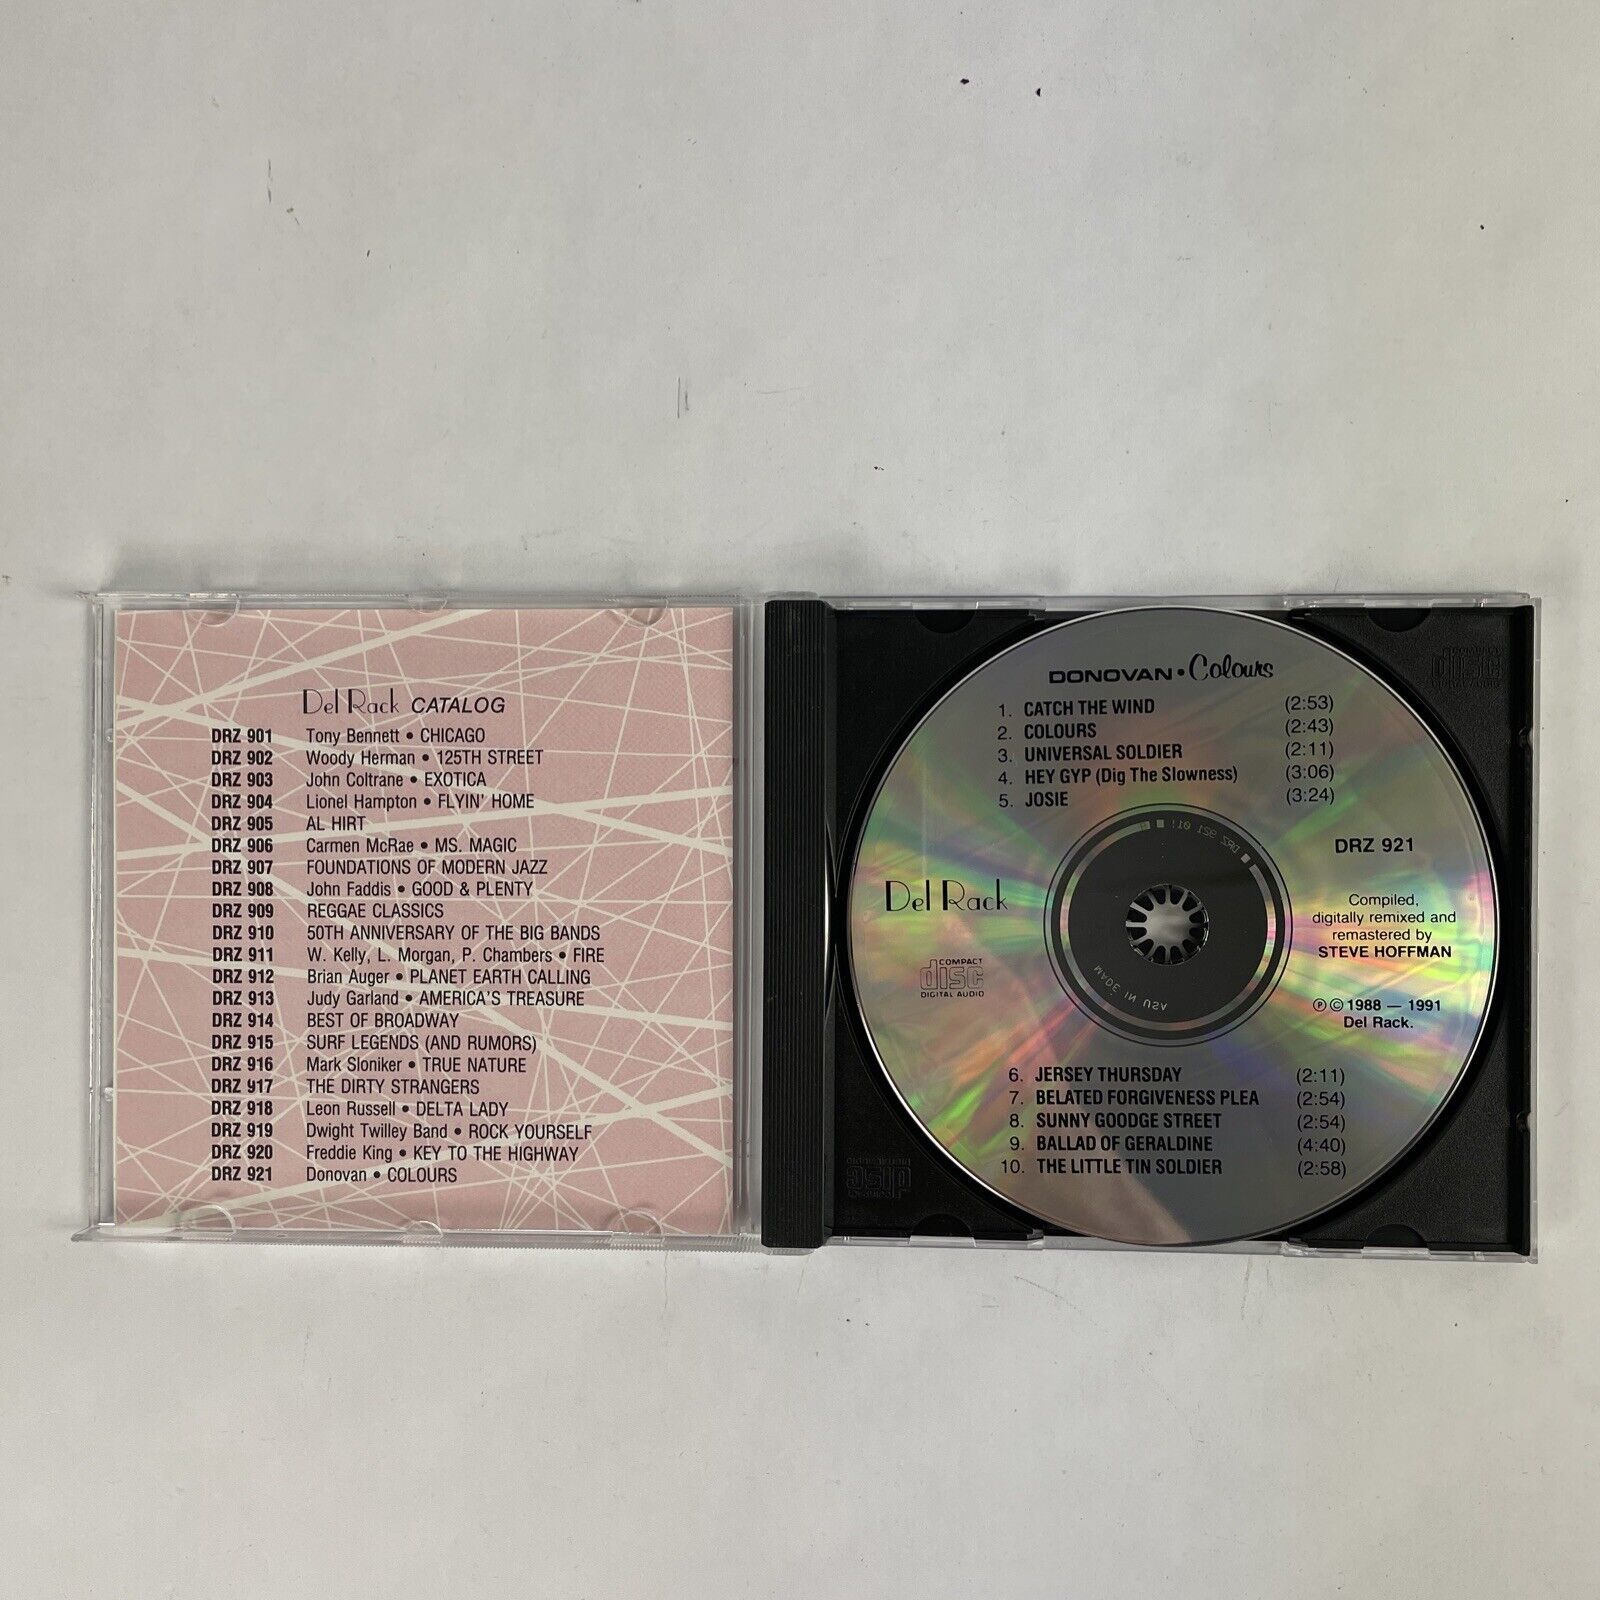 Del Rack CATALOG
DRZ 901 Tony Bennett • CHICAGO
DRZ 902 Woody Herman • 125TH STREET
DRZ 903 John Coltrane • EXOTICA
DRZ 904 Lionel Hampton • FLYIN' HOME
DRZ 905 AL HIRT
DRZ 906 Carmen McRae • MS. MAGIC
DRZ 907 FOUNDATIONS OF MODERN JAZZ
DRZ 908 John Faddis • GOOD & PLENTY
DRZ 909 REGGAE CLASSICS
DRZ 910 50TH ANNIVERSARY OF THE BIG BANDS
DRZ 911 W. Kelly, L. Morgan, P. Chambers • FIRE
DRZ 912 Brian Auger • PLANET EARTH CALLING
DRZ 913 Judy Garland • AMERICA'S TREASURE
DRZ 914 BEST OF BROADWAY
DRZ 915 SURF LEGENDS (AND RUMORS)
DRZ 916 Mark Sloniker • TRUE NATURE
DRZ 917 THE DIRTY STRANGERS
DRZ 918 Leon Russell • DELTA LADY
DRZ 919 Dwight Twilley Band • ROCK YOURSELF
DRZ 920 Freddie King • KEY TO THE HIGHWAY
DRZ 921 Donovan • COLOURS
DONOVAN • Colours
1. CATCH THE WIND (2:53)
2. COLOURS (2:43)
3. UNIVERSAL SOLDIER (2:11)
4. HEY GYP (Dig The Slowness) (3:06)
5. JOSIE (3:24)
DRZ 921
Del Rack
COMPACT
disc
DIGITAL AUDIO
Compiled,
digitally remixed and
remastered by
STEVE HOFFMAN
℗ © 1988 — 1991
Del Rack.
DRZ 921 01!
MADE IN USA
6. JERSEY THURSDAY (2:11)
7. BELATED FORGIVENESS PLEA (2:54)
8. SUNNY GOODGE STREET (2:54)
9. BALLAD OF GERALDINE (4:40)
10. THE LITTLE TIN SOLDIER (2:58)